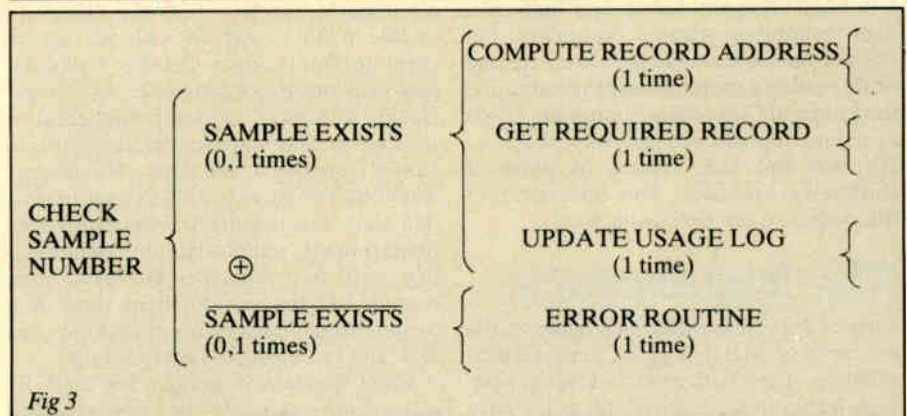 COMPUTE RECORD ADDRESS
(1 time)
SAMPLE EXISTS
(0,1 times)
GET REQUIRED RECORD
(1 time)
CHECK
SAMPLE
NUMBER
UPDATE USAGE LOG
(1 time)
⊕
SAMPLE EXISTS
(0,1 times)
ERROR ROUTINE
(1 time)
Fig 3